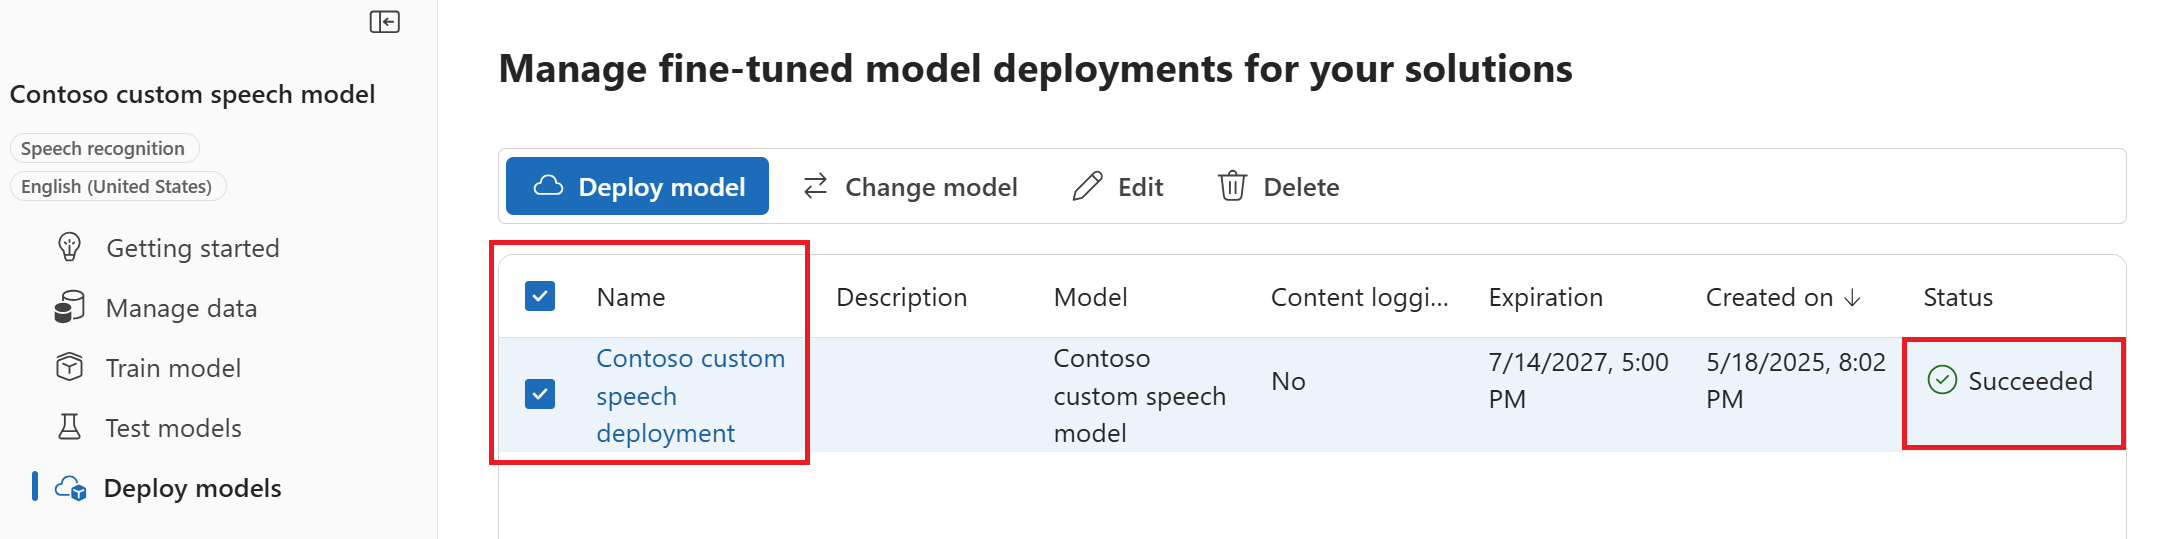 Contoso custom speech model
Speech recognition
English (United States)
Getting started
Manage data
Train model
Test models
Deploy models
Manage fine-tuned model deployments for your solutions
Deploy model
Change model
Edit
Delete
Name
Description
Model
Content loggi...
Expiration
Created on
Status
Contoso custom
speech
deployment
Contoso
custom speech
model
No
7/14/2027, 5:00
PM
5/18/2025, 8:02
PM
Succeeded